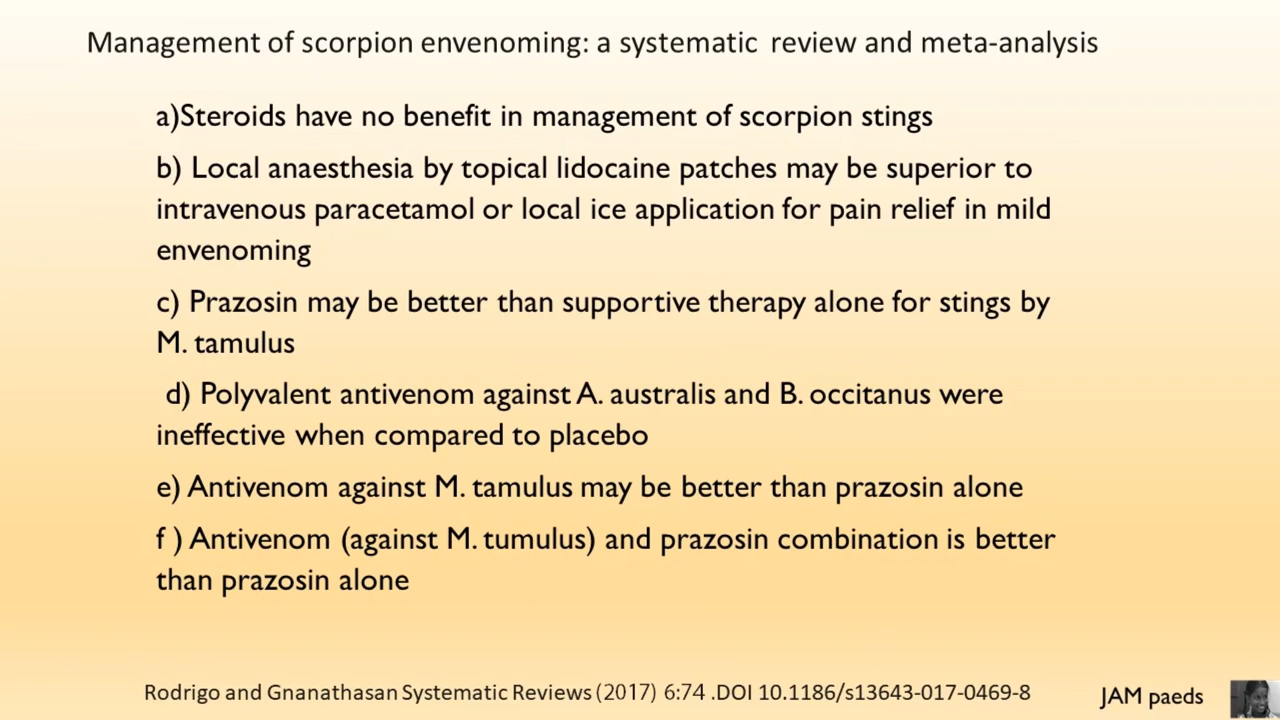 Management of scorpion envenoming: a systematic review and meta-analysis
a)Steroids have no benefit in management of scorpion stings
b) Local anaesthesia by topical lidocaine patches may be superior to
intravenous paracetamol or local ice application for pain relief in mild
envenoming
c) Prazosin may be better than supportive therapy alone for stings by
M. tamulus
d) Polyvalent antivenom against A. australis and B. occitanus were
ineffective when compared to placebo
e) Antivenom against M. tamulus may be better than prazosin alone
f ) Antivenom (against M. tumulus) and prazosin combination is better
than prazosin alone
Rodrigo and Gnanathasan Systematic Reviews (2017) 6:74 .DOI 10.1186/s13643-017-0469-8
JAM paeds